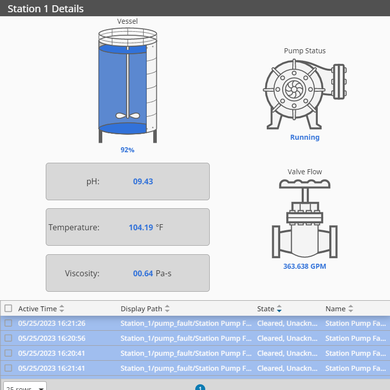 Station 1 Details
Vessel
92%
Pump Status
Running
pH: 09.43
Temperature: 104.19 °F
Viscosity: 00.64 Pa-s
Valve Flow
363.638 GPM
Active Time Display Path State Name
05/25/2023 16:21:26 Station_1/pump_fault/Station Pump F... Cleared, Unackn... Station Pump Fa...
05/25/2023 16:20:56 Station_1/pump_fault/Station Pump F... Cleared, Unackn... Station Pump Fa...
05/25/2023 16:20:41 Station_1/pump_fault/Station Pump F... Cleared, Unackn... Station Pump Fa...
05/25/2023 16:21:41 Station_1/pump_fault/Station Pump F... Cleared, Unackn... Station Pump Fa...
25 rows 1